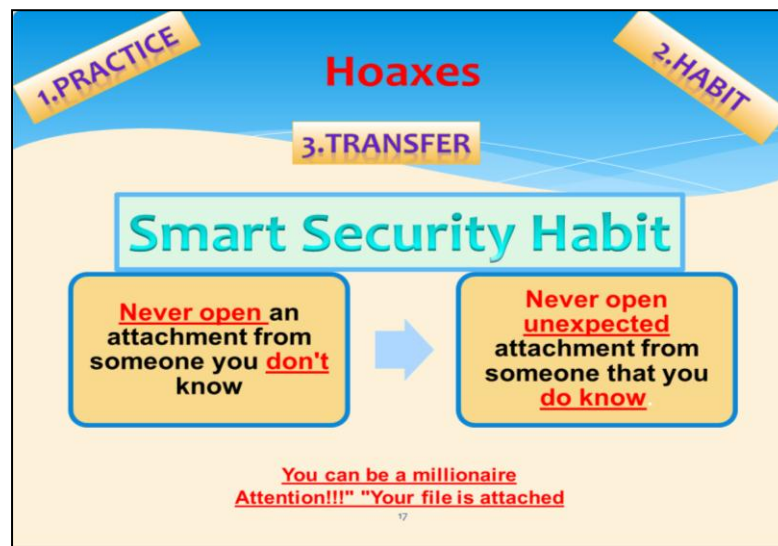 1.PRACTICE
Hoaxes
2.HABIT
3.TRANSFER
Smart Security Habit
Never open an
attachment from
someone you don't
know
Never open
unexpected
attachment from
someone that you
do know.
You can be a millionaire
Attention!!!" "Your file is attached
17